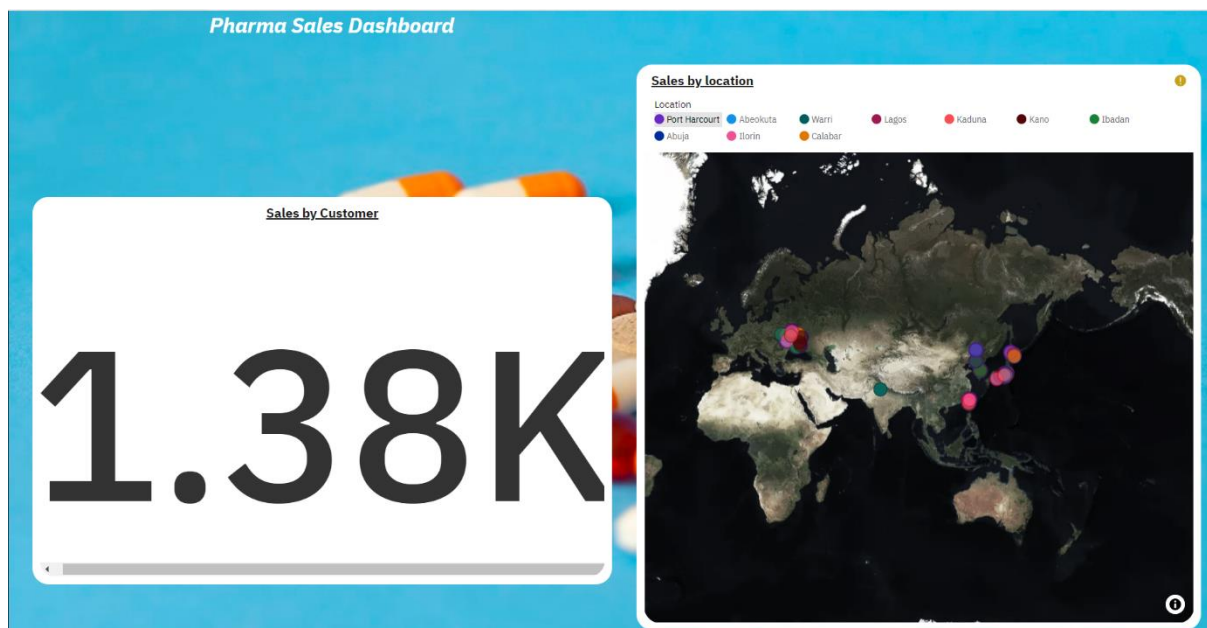 Pharma Sales Dashboard
Sales by Customer
1.38K
Sales by location
Location
Port Harcourt Abeokuta Warri Lagos Kaduna Kano Ibadan
Abuja Ilorin Calabar